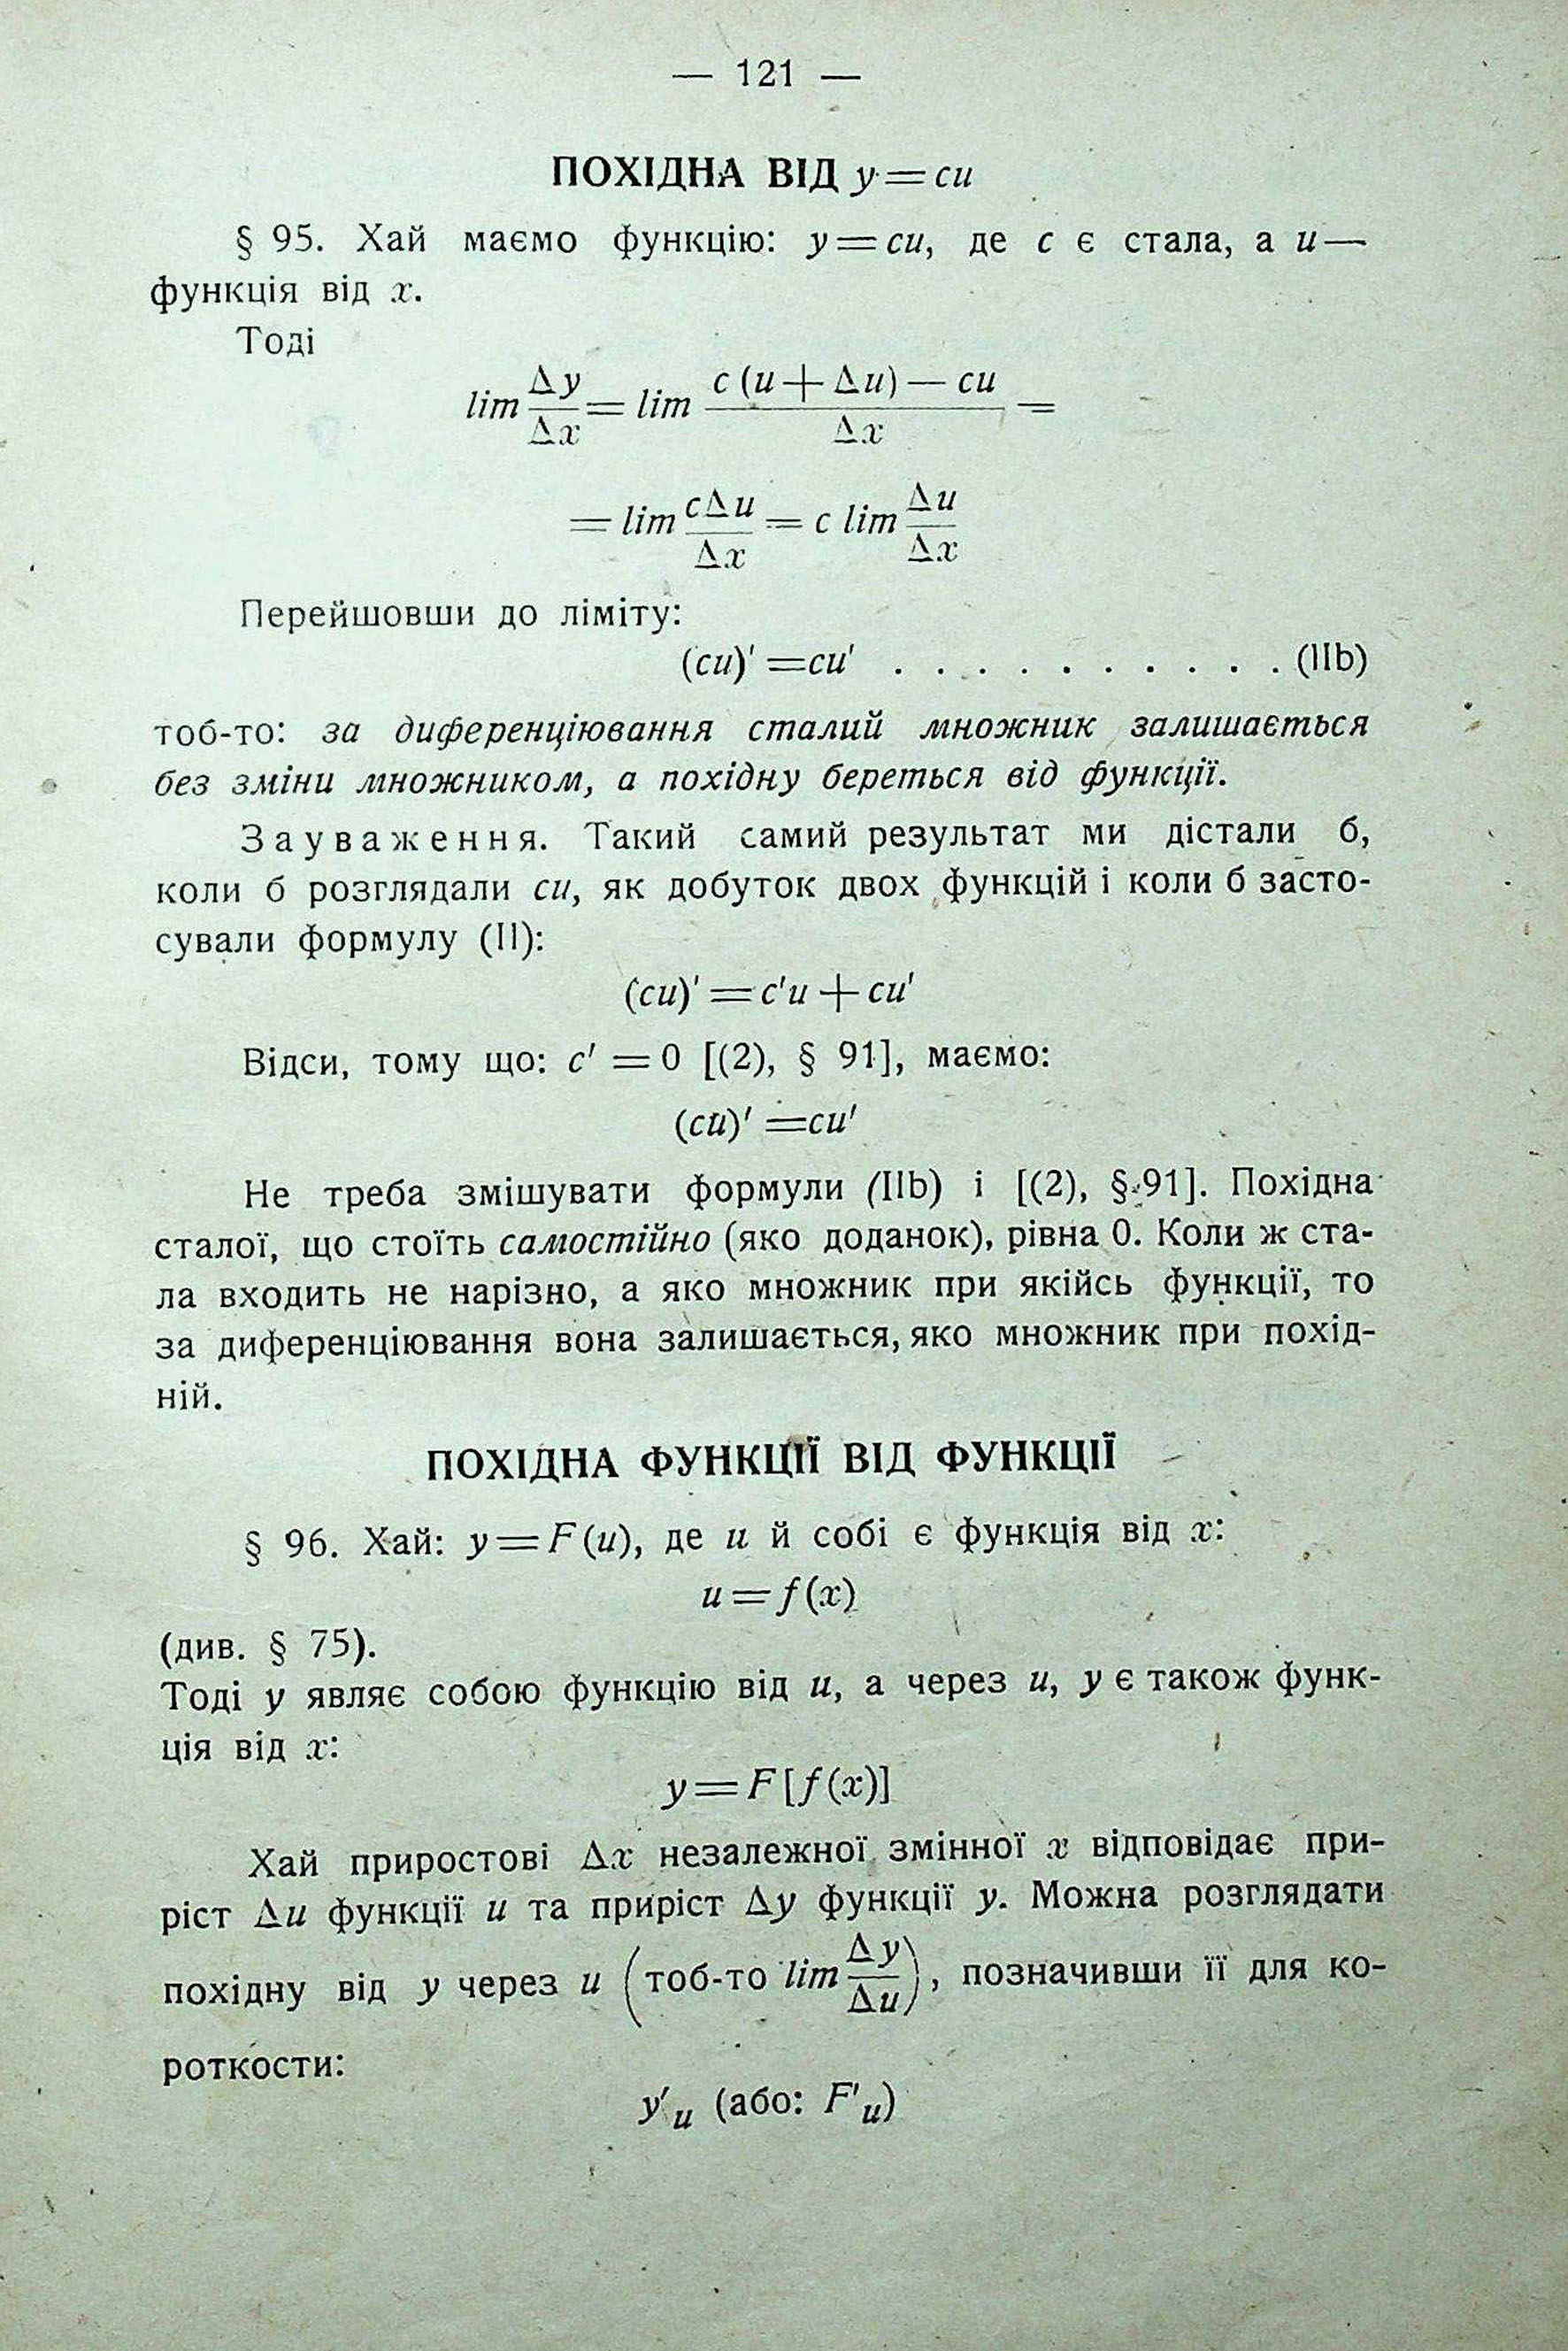 — 121 —
ПОХІДНА ВІД y = cu
§ 95. Хай маємо функцію: y = cu, де c є стала, а u —
функція від x.
Тоді
lim Δy/Δx = lim (c (u + Δu) — cu)/Δx =
= lim cΔu/Δx = c lim Δu/Δx
Перейшовши до ліміту:
(cu)' = cu' . . . . . . . . . . (IIb)
тоб-то: за диференціювання сталий множник залишається
без зміни множником, а похідну береться від функції.
Зауваження. Такий самий результат ми дістали б,
коли б розглядали cu, як добуток двох функцій і коли б засто-
сували формулу (II):
(cu)' = c'u + cu'
Відси, тому що: c' = 0 [(2), § 91], маємо:
(cu)' = cu'
Не треба змішувати формули (IIb) і [(2), § 91]. Похідна
сталої, що стоїть самостійно (яко доданок), рівна 0. Коли ж ста-
ла входить не нарізно, а яко множник при якійсь функції, то
за диференціювання вона залишається, яко множник при похід-
ній.
ПОХІДНА ФУНКЦІЇ ВІД ФУНКЦІЇ
§ 96. Хай: y = F(u), де u й собі є функція від x:
u = f(x)
(див. § 75).
Тоді y являє собою функцію від u, а через u, y є також функ-
ція від x:
y = F[f(x)]
Хай приростові Δx незалежної змінної x відповідає при-
ріст Δu функції u та приріст Δy функції y. Можна розглядати
похідну від y через u (тоб-то lim Δy/Δu), позначивши її для ко-
роткости:
y'u (або: F'u)